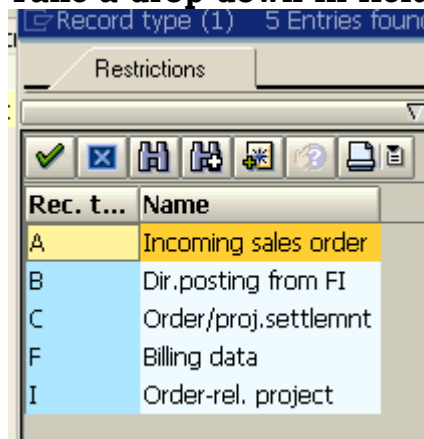 Record type (1) 5 Entries found
Restrictions
Rec. t... Name
A Incoming sales order
B Dir.posting from FI
C Order/proj.settlemnt
F Billing data
I Order-rel. project